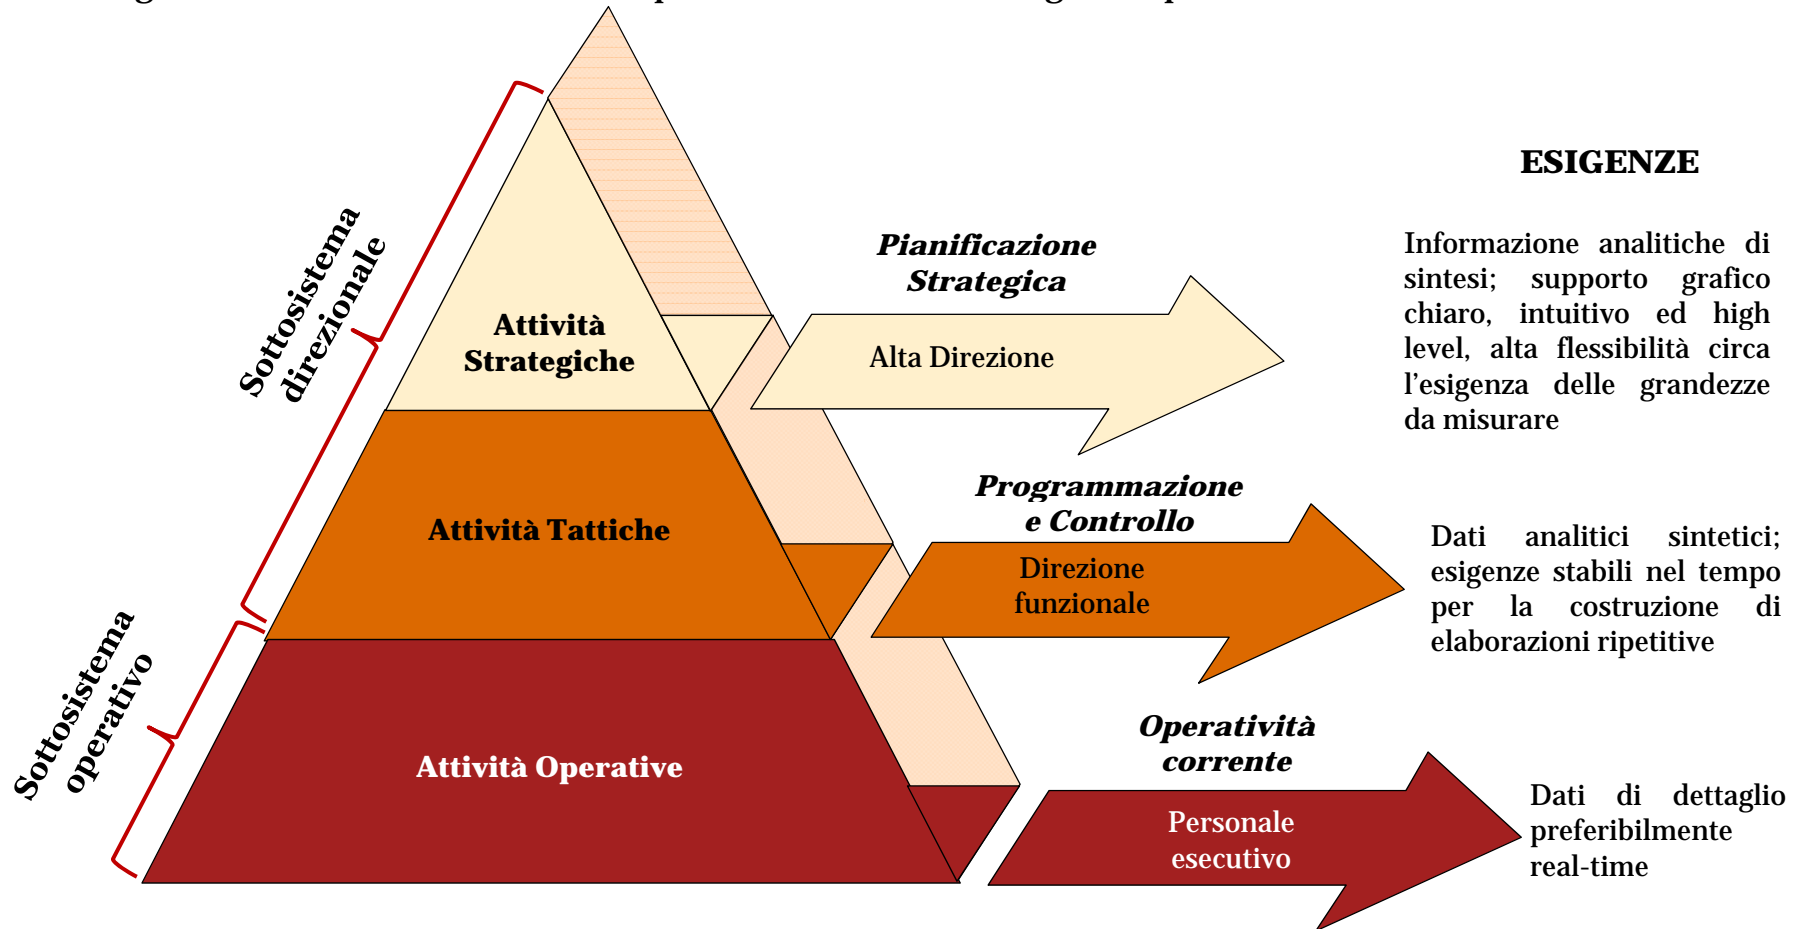 Sottosistema
direzionale
Sottosistema
operativo
Attività
Strategiche
Attività Tattiche
Attività Operative
Pianificazione
Strategica
Alta Direzione
Programmazione
e Controllo
Direzione
funzionale
Operatività
corrente
Personale
esecutivo
ESIGENZE
Informazione analitiche di
sintesi; supporto grafico
chiaro, intuitivo ed high
level, alta flessibilità circa
l'esigenza delle grandezze
da misurare
Dati analitici sintetici;
esigenze stabili nel tempo
per la costruzione di
elaborazioni ripetitive
Dati di dettaglio
preferibilmente
real-time